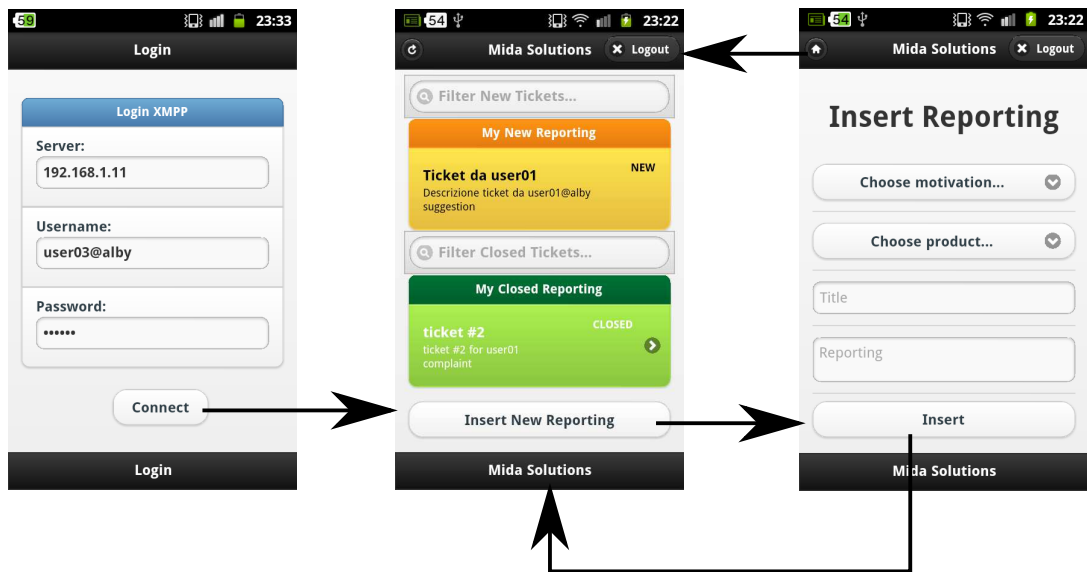 59
23:33
Login
Login XMPP
Server:
192.168.1.11
Username:
user03@alby
Password:
••••••
Connect
Login
54
23:22
Mida Solutions
Logout
Filter New Tickets...
My New Reporting
Ticket da user01
NEW
Descrizione ticket da user01@alby
suggestion
Filter Closed Tickets...
My Closed Reporting
ticket #2
CLOSED
ticket #2 for user01
complaint
Insert New Reporting
Mida Solutions
54
23:22
Mida Solutions
Logout
Insert Reporting
Choose motivation...
Choose product...
Title
Reporting
Insert
Mida Solutions